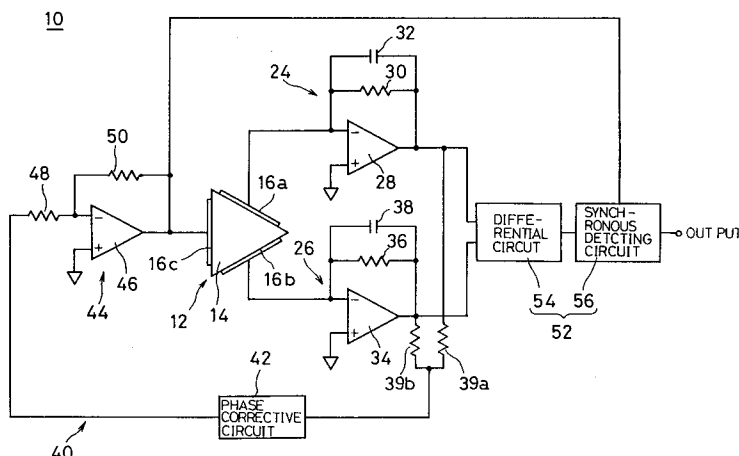 10
32
30
24
50
48
16a
28
38
36
46
16c
16b
26
44
12
14
34
DIFFE-
RENTIAL
CIRCUT
SYNCH-
RONOUS
DETCTING
CIRCUIT
OUT PUT
54
56
52
39b
39a
42
PHASE
CORRECTIVE
CIRCUIT
40